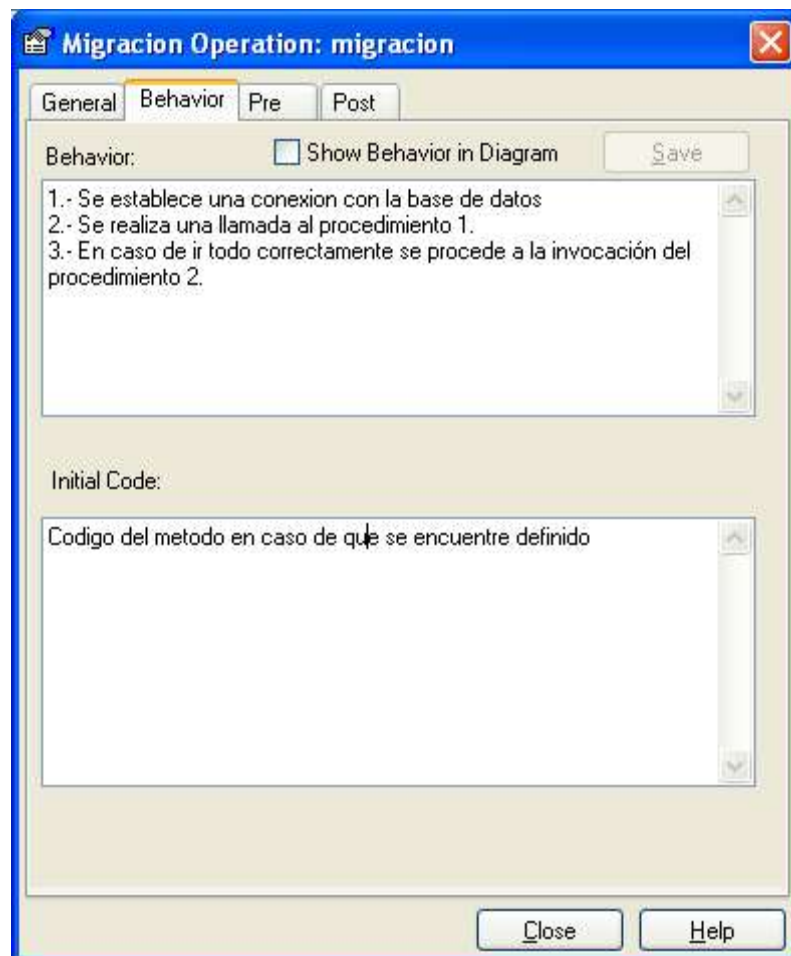 Migracion Operation: migracion
General Behavior Pre Post
Behavior: Show Behavior in Diagram Save
1.- Se establece una conexion con la base de datos
2.- Se realiza una llamada al procedimiento 1.
3.- En caso de ir todo correctamente se procede a la invocación del
procedimiento 2.
Initial Code:
Codigo del metodo en caso de que se encuentre definido
Close Help